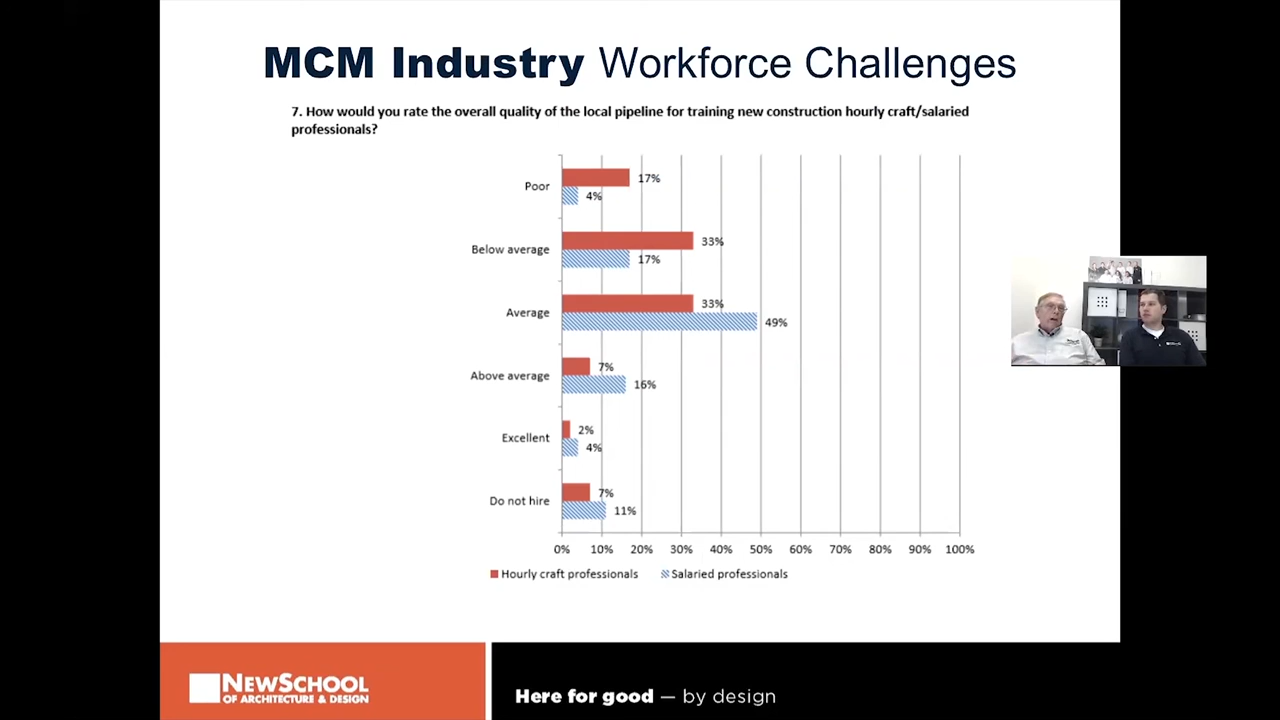 MCM Industry Workforce Challenges
7. How would you rate the overall quality of the local pipeline for training new construction hourly craft/salaried
professionals?
Poor
17%
4%
Below average
33%
17%
Average
33%
49%
Above average
7%
16%
Excellent
2%
4%
Do not hire
7%
11%
0% 10% 20% 30% 40% 50% 60% 70% 80% 90% 100%
Hourly craft professionals Salaried professionals
NEWSCHOOL
OF ARCHITECTURE & DESIGN
Here for good — by design